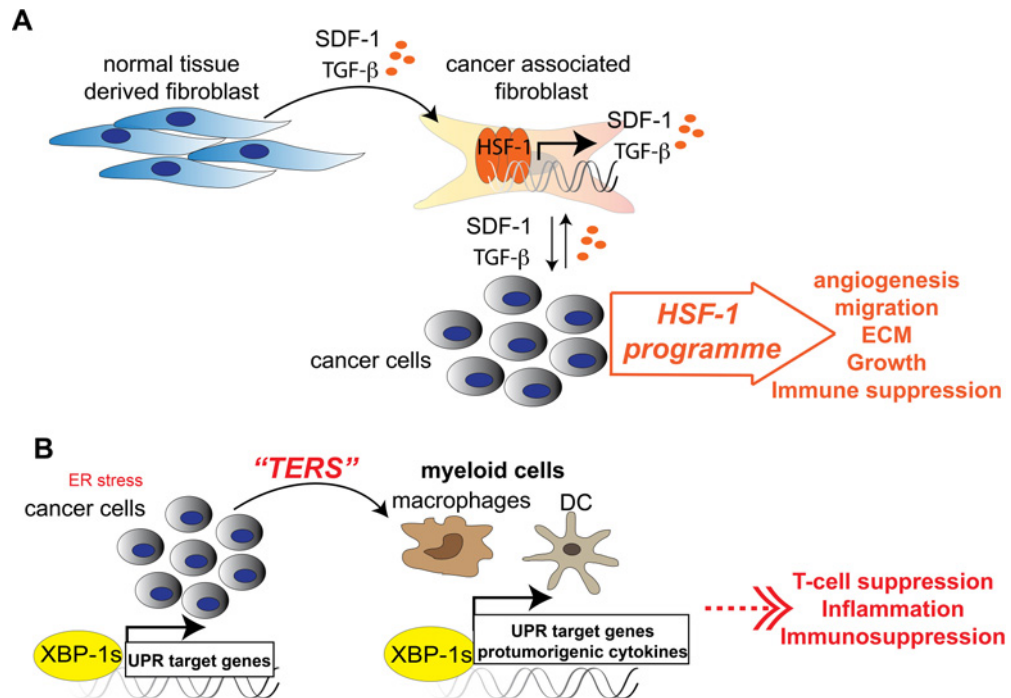 A
normal tissue
derived fibroblast
SDF-1
TGF-β
cancer associated
fibroblast
HSF-1
SDF-1
TGF-β
SDF-1
TGF-β
cancer cells
HSF-1
programme
angiogenesis
migration
ECM
Growth
Immune suppression
B
ER stress
cancer cells
“TERS”
myeloid cells
macrophages
DC
XBP-1s
UPR target genes
XBP-1s
UPR target genes
protumorigenic cytokines
T-cell suppression
Inflammation
Immunosuppression